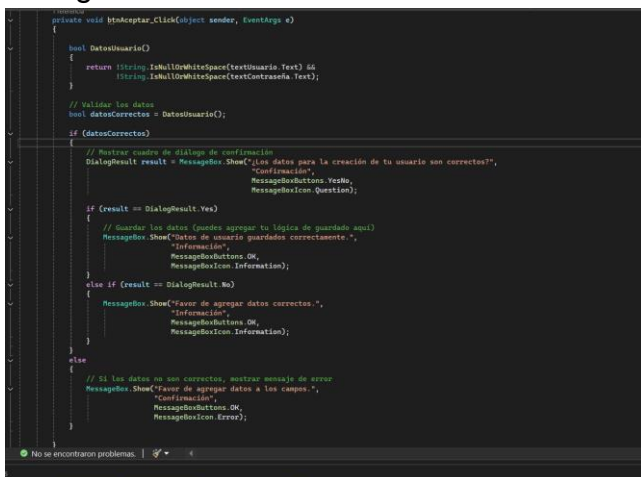 private void btnAceptar_Click(object sender, EventArgs e)
{
bool DatosUsuario()
{
return !String.IsNullOrWhiteSpace(textUsuario.Text) &&
!String.IsNullOrWhiteSpace(textContraseña.Text);
}
// Validar los datos
bool datosCorrectos = DatosUsuario();
if (datosCorrectos)
{
// Mostrar cuadro de diálogo de confirmación
DialogResult result = MessageBox.Show("¿Los datos para la creación de tu usuario son correctos?",
"Confirmación",
MessageBoxButtons.YesNo,
MessageBoxIcon.Question);
if (result == DialogResult.Yes)
{
// Guardar los datos (puedes agregar tu lógica de guardado aquí)
MessageBox.Show("Datos de usuario guardados correctamente.",
"Información",
MessageBoxButtons.OK,
MessageBoxIcon.Information);
}
else if (result == DialogResult.No)
{
MessageBox.Show("Favor de agregar datos correctos.",
"Información",
MessageBoxButtons.OK,
MessageBoxIcon.Information);
}
}
else
{
// Si los datos no son correctos, mostrar mensaje de error
MessageBox.Show("Favor de agregar datos a los campos.",
"Confirmación",
MessageBoxButtons.OK,
MessageBoxIcon.Error);
}
}
No se encontraron problemas.